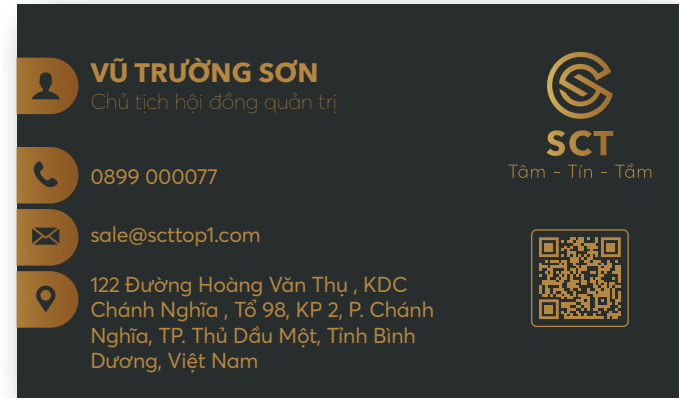 VŨ TRƯỜNG SƠN
Chủ tịch hội đồng quản trị
0899 000077
sale@scttop1.com
122 Đường Hoàng Văn Thụ , KDC
Chánh Nghĩa , Tổ 98, KP 2, P. Chánh
Nghĩa, TP. Thủ Dầu Một, Tỉnh Bình
Dương, Việt Nam
SCT
Tâm - Tín - Tầm